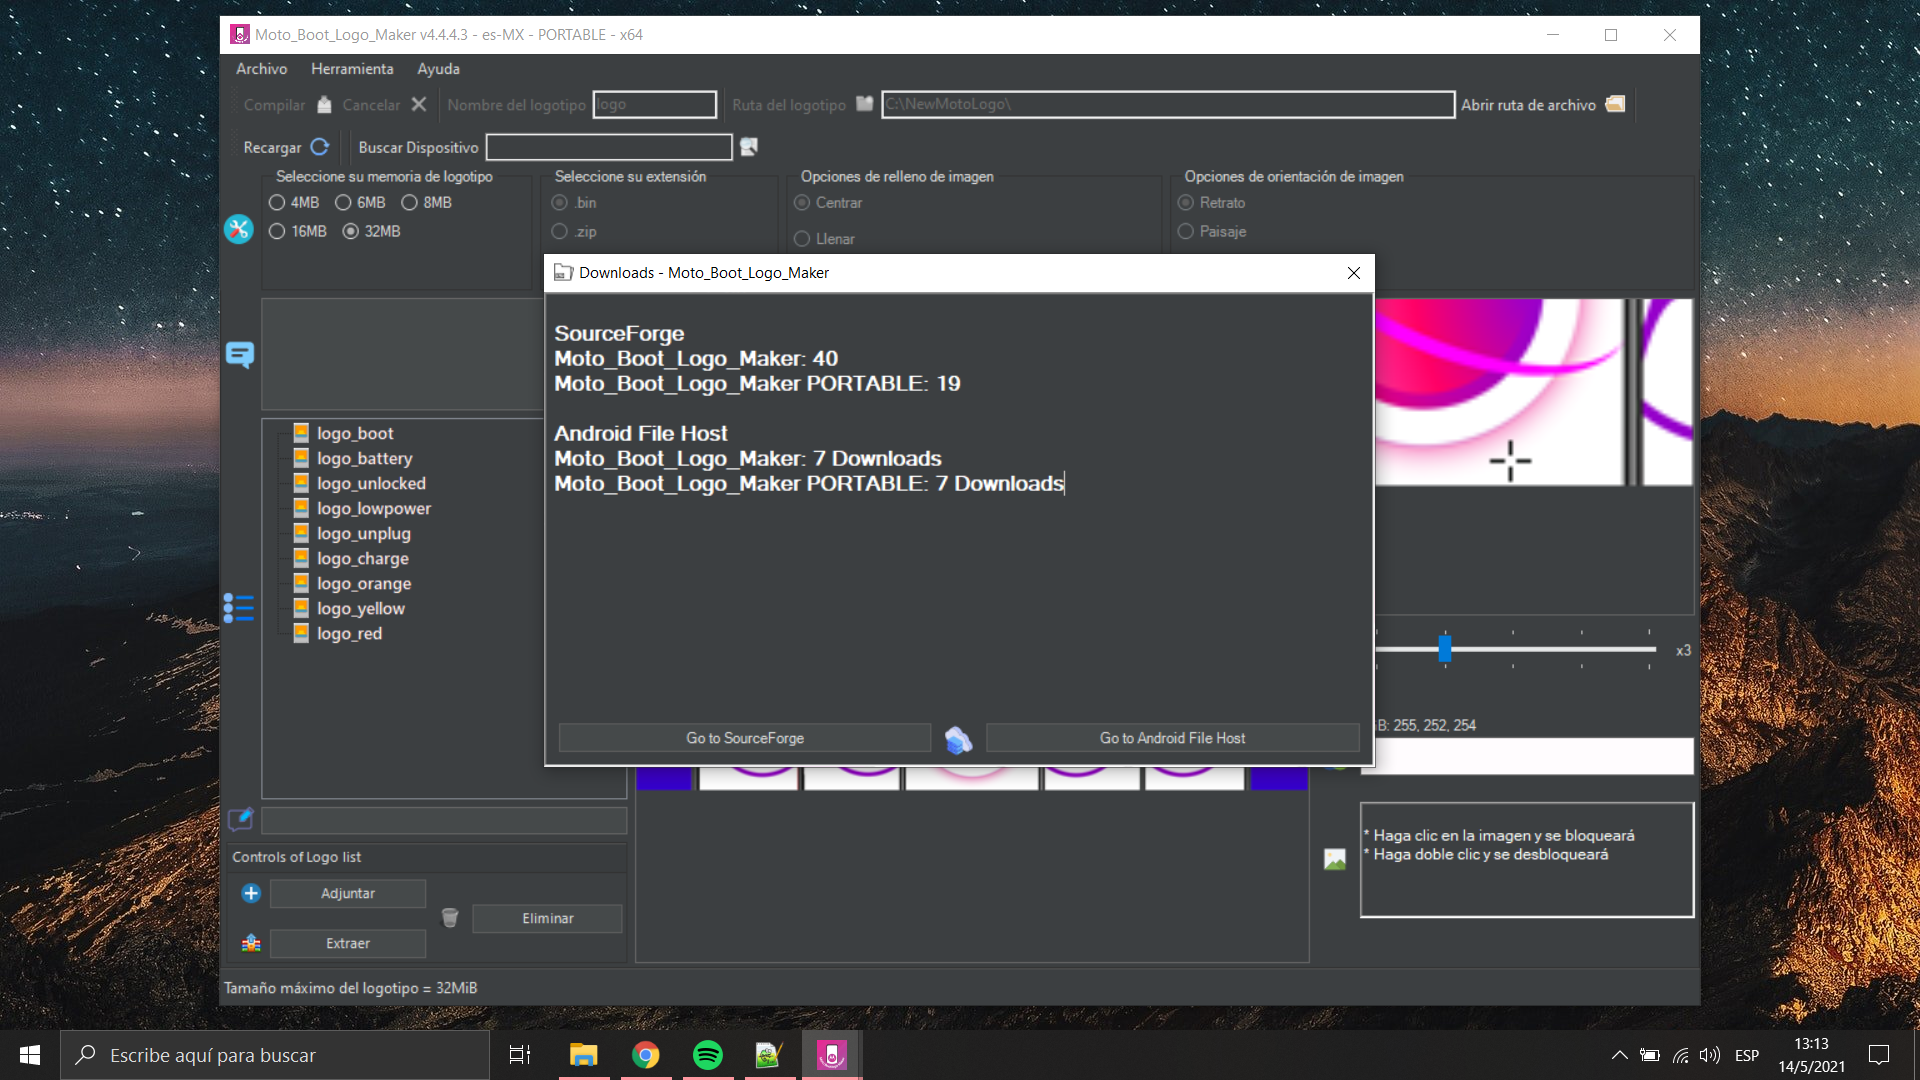 Moto_Boot_Logo_Maker v4.4.4.3 - es-MX - PORTABLE - x64
Archivo Herramienta Ayuda
Compilar Cancelar Nombre del logotipo logo Ruta del logotipo C:\NewMotoLogo\ Abrir ruta de archivo
Recargar Buscar Dispositivo
Seleccione su memoria de logotipo Seleccione su extensión Opciones de relleno de imagen Opciones de orientación de imagen
4MB 6MB 8MB .bin Centrar Retrato
16MB 32MB .zip Llenar Paisaje
Downloads - Moto_Boot_Logo_Maker
SourceForge
Moto_Boot_Logo_Maker: 40
Moto_Boot_Logo_Maker PORTABLE: 19
Android File Host
Moto_Boot_Logo_Maker: 7 Downloads
Moto_Boot_Logo_Maker PORTABLE: 7 Downloads
Go to SourceForge Go to Android File Host
logo_boot
logo_battery
logo_unlocked
logo_lowpower
logo_unplug
logo_charge
logo_orange
logo_yellow
logo_red
x3
B: 255, 252, 254
* Haga clic en la imagen y se bloqueará
* Haga doble clic y se desbloqueará
Controls of Logo list
Adjuntar
Eliminar
Extraer
Tamaño máximo del logotipo = 32MiB
Escribe aquí para buscar
ESP
13:13
14/5/2021